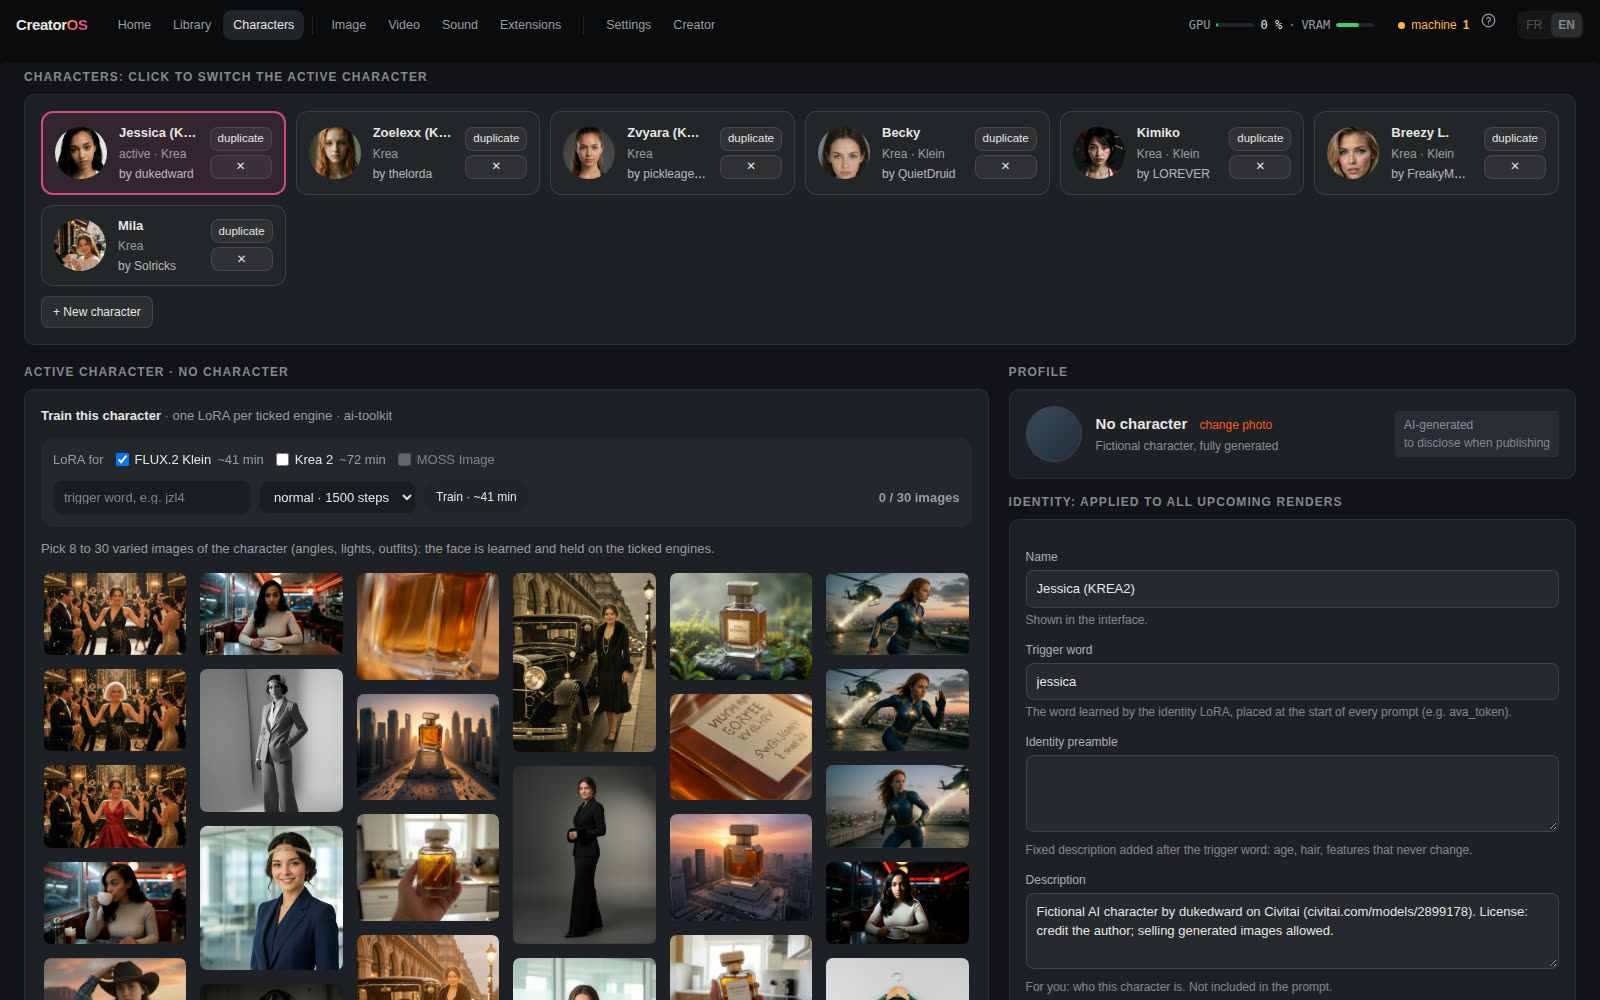 CreatorOS
Home
Library
Characters
Image
Video
Sound
Extensions
Settings
Creator
GPU 0 % · VRAM
machine 1
?
FR
EN
CHARACTERS: CLICK TO SWITCH THE ACTIVE CHARACTER
Jessica (K...
active · Krea
by dukedward
duplicate
×
Zoelexx (K...
Krea
by thelorda
duplicate
×
Zvyara (K...
Krea
by pickleage...
duplicate
×
Becky
Krea · Klein
by QuietDruid
duplicate
×
Kimiko
Krea · Klein
by LOREVER
duplicate
×
Breezy L.
Krea · Klein
by FreakyM...
duplicate
×
Mila
Krea
by Solricks
duplicate
×
+ New character
ACTIVE CHARACTER · NO CHARACTER
Train this character · one LoRA per ticked engine · ai-toolkit
LoRA for FLUX.2 Klein ~41 min Krea 2 ~72 min MOSS Image
trigger word, e.g. jzl4
normal · 1500 steps
Train · ~41 min
0 / 30 images
Pick 8 to 30 varied images of the character (angles, lights, outfits): the face is learned and held on the ticked engines.
PROFILE
No character change photo
Fictional character, fully generated
AI-generated
to disclose when publishing
IDENTITY: APPLIED TO ALL UPCOMING RENDERS
Name
Jessica (KREA2)
Shown in the interface.
Trigger word
jessica
The word learned by the identity LoRA, placed at the start of every prompt (e.g. ava_token).
Identity preamble
Fixed description added after the trigger word: age, hair, features that never change.
Description
Fictional AI character by dukedward on Civitai (civitai.com/models/2899178). License:
credit the author; selling generated images allowed.
For you: who this character is. Not included in the prompt.